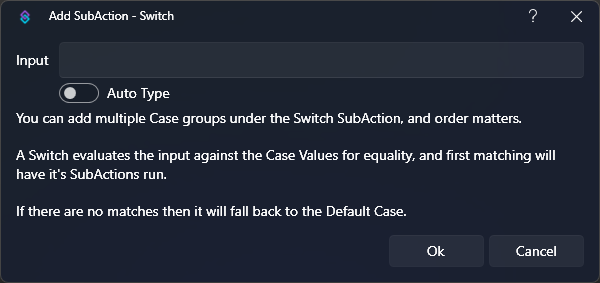 Add SubAction - Switch
?
Input
Auto Type
You can add multiple Case groups under the Switch SubAction, and order matters.
A Switch evaluates the input against the Case Values for equality, and first matching will
have it's SubActions run.
If there are no matches then it will fall back to the Default Case.
Ok
Cancel